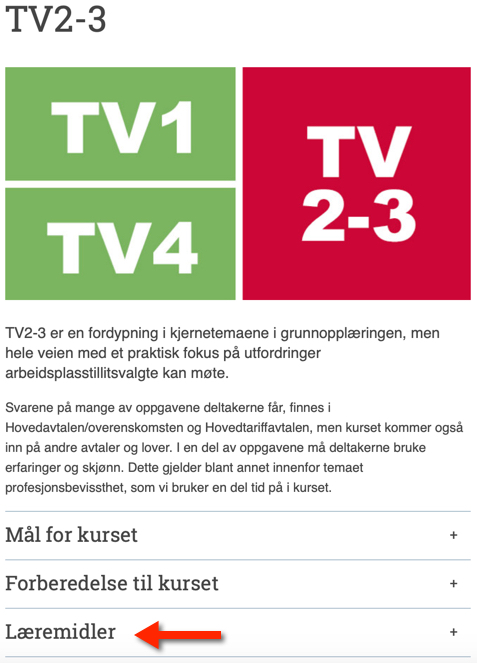 TV2-3
TV1
TV4
TV
2-3
TV2-3 er en fordypning i kjernetemaene i grunnopplæringen, men
hele veien med et praktisk fokus på utfordringer
arbeidsplasstillitsvalgte kan møte.
Svarene på mange av oppgavene deltakerne får, finnes i
Hovedavtalen/overenskomsten og Hovedtariffavtalen, men kurset kommer også
inn på andre avtaler og lover. I en del av oppgavene må deltakerne bruke
erfaringer og skjønn. Dette gjelder blant annet innenfor temaet
profesjonsbevissthet, som vi bruker en del tid på i kurset.
Mål for kurset +
Forberedelse til kurset +
Læremidler +